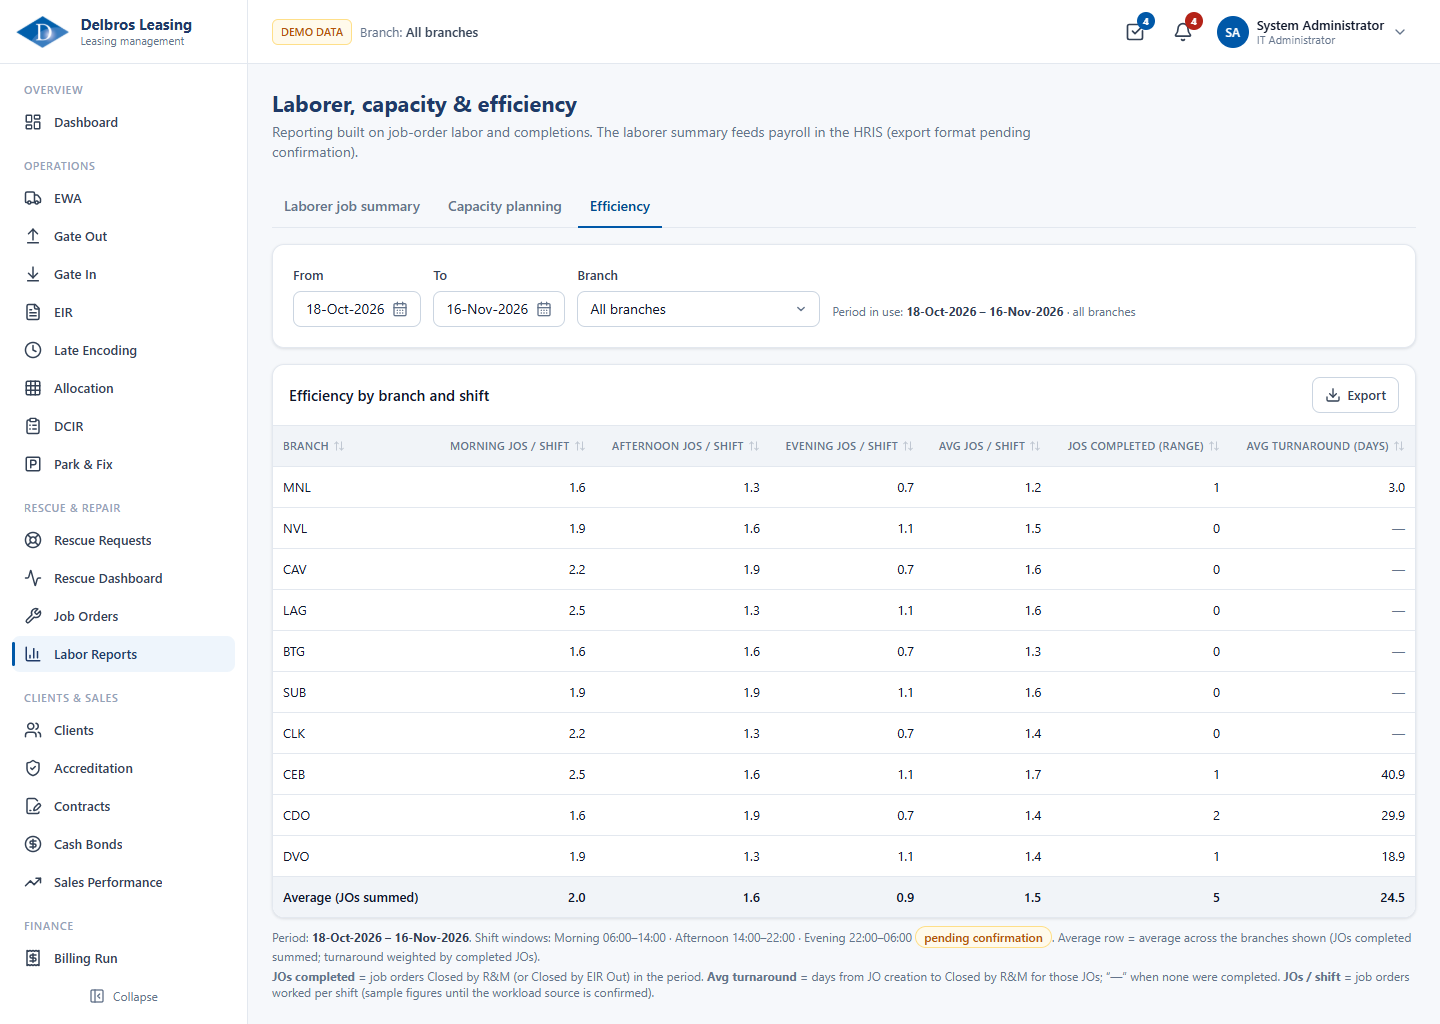 Delbros Leasing
Leasing management
DEMO DATA
Branch: All branches
4
4
SA
System Administrator
IT Administrator
OVERVIEW
Dashboard
OPERATIONS
EWA
Gate Out
Gate In
EIR
Late Encoding
Allocation
DCIR
Park & Fix
RESCUE & REPAIR
Rescue Requests
Rescue Dashboard
Job Orders
Labor Reports
CLIENTS & SALES
Clients
Accreditation
Contracts
Cash Bonds
Sales Performance
FINANCE
Billing Run
Collapse
Laborer, capacity & efficiency
Reporting built on job-order labor and completions. The laborer summary feeds payroll in the HRIS (export format pending
confirmation).
Laborer job summary Capacity planning Efficiency
From To Branch
18-Oct-2026 16-Nov-2026 All branches Period in use: 18-Oct-2026 – 16-Nov-2026 · all branches
Efficiency by branch and shift Export
BRANCH MORNING JOS / SHIFT AFTERNOON JOS / SHIFT EVENING JOS / SHIFT AVG JOS / SHIFT JOS COMPLETED (RANGE) AVG TURNAROUND (DAYS)
MNL 1.6 1.3 0.7 1.2 1 3.0
NVL 1.9 1.6 1.1 1.5 0 —
CAV 2.2 1.9 0.7 1.6 0 —
LAG 2.5 1.3 1.1 1.6 0 —
BTG 1.6 1.6 0.7 1.3 0 —
SUB 1.9 1.9 1.1 1.6 0 —
CLK 2.2 1.3 0.7 1.4 0 —
CEB 2.5 1.6 1.1 1.7 1 40.9
CDO 1.6 1.9 0.7 1.4 2 29.9
DVO 1.9 1.3 1.1 1.4 1 18.9
Average (JOs summed) 2.0 1.6 0.9 1.5 5 24.5
Period: 18-Oct-2026 – 16-Nov-2026. Shift windows: Morning 06:00–14:00 · Afternoon 14:00–22:00 · Evening 22:00–06:00 pending confirmation. Average row = average across the branches shown (JOs completed
summed; turnaround weighted by completed JOs).
JOs completed = job orders Closed by R&M (or Closed by EIR Out) in the period. Avg turnaround = days from JO creation to Closed by R&M for those JOs; "—" when none were completed. JOs / shift = job orders
worked per shift (sample figures until the workload source is confirmed).